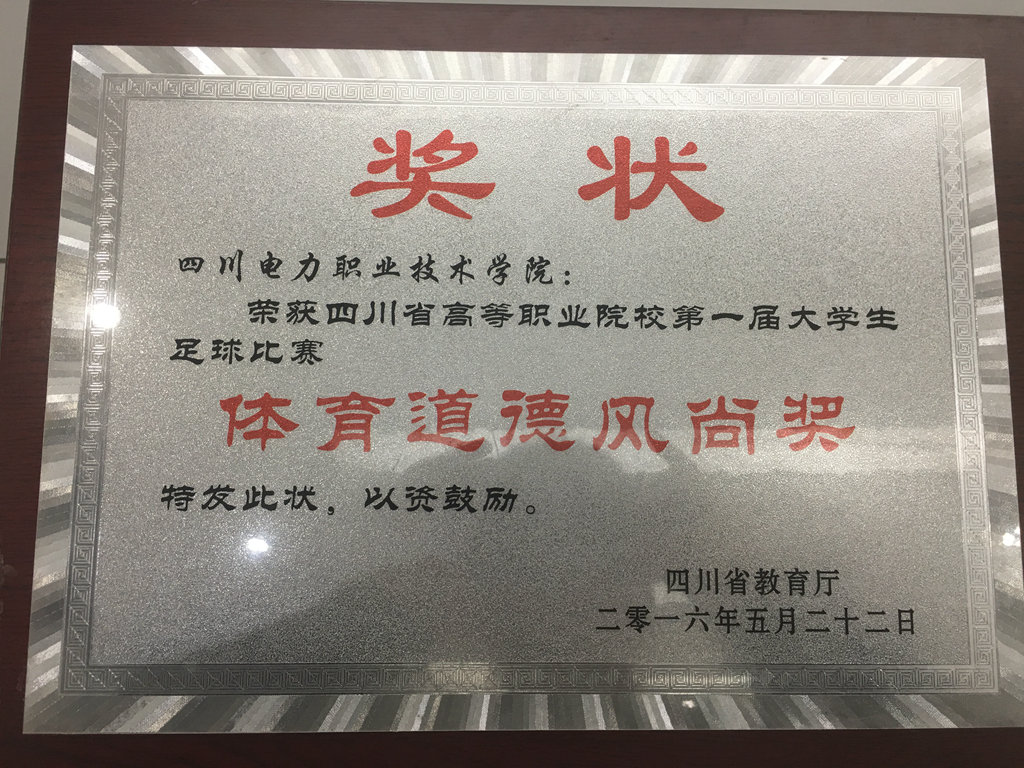 奖状
四川电力职业技术学院：
荣获四川省高等职业院校第一届大学生
足球比赛
体育道德风尚奖
特发此状，以资鼓励。
四川省教育厅
二零一六年五月二十二日